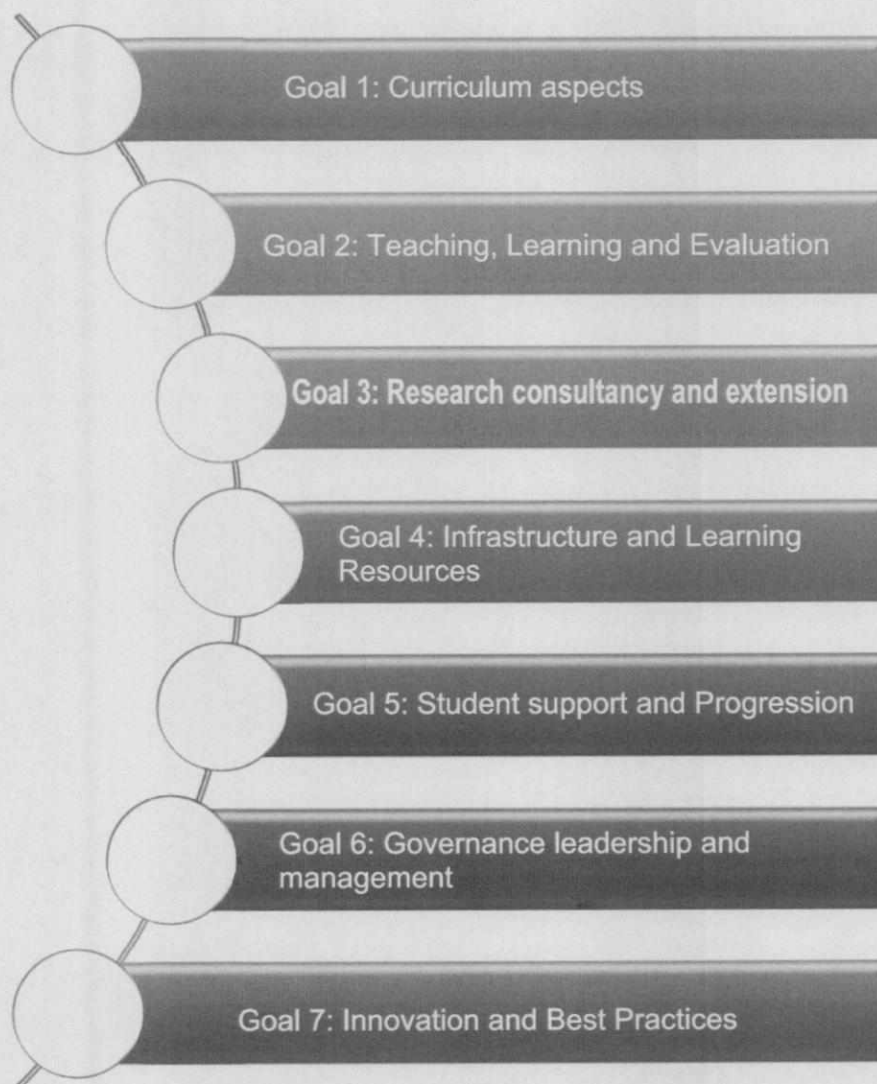 Goal 1: Curriculum aspects
Goal 2: Teaching, Learning and Evaluation
Goal 3: Research consultancy and extension
Goal 4: Infrastructure and Learning
Resources
Goal 5: Student support and Progression
Goal 6: Governance leadership and
management
Goal 7: Innovation and Best Practices